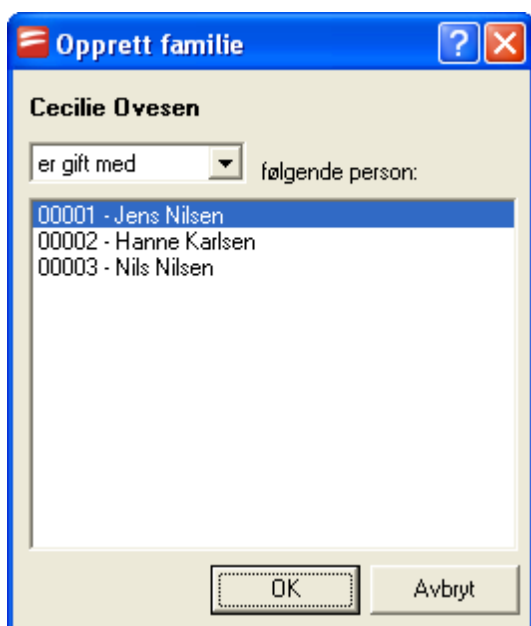 Opprett familie
Cecilie Ovesen
er gift med følgende person:
00001 - Jens Nilsen
00002 - Hanne Karlsen
00003 - Nils Nilsen
OK Avbryt